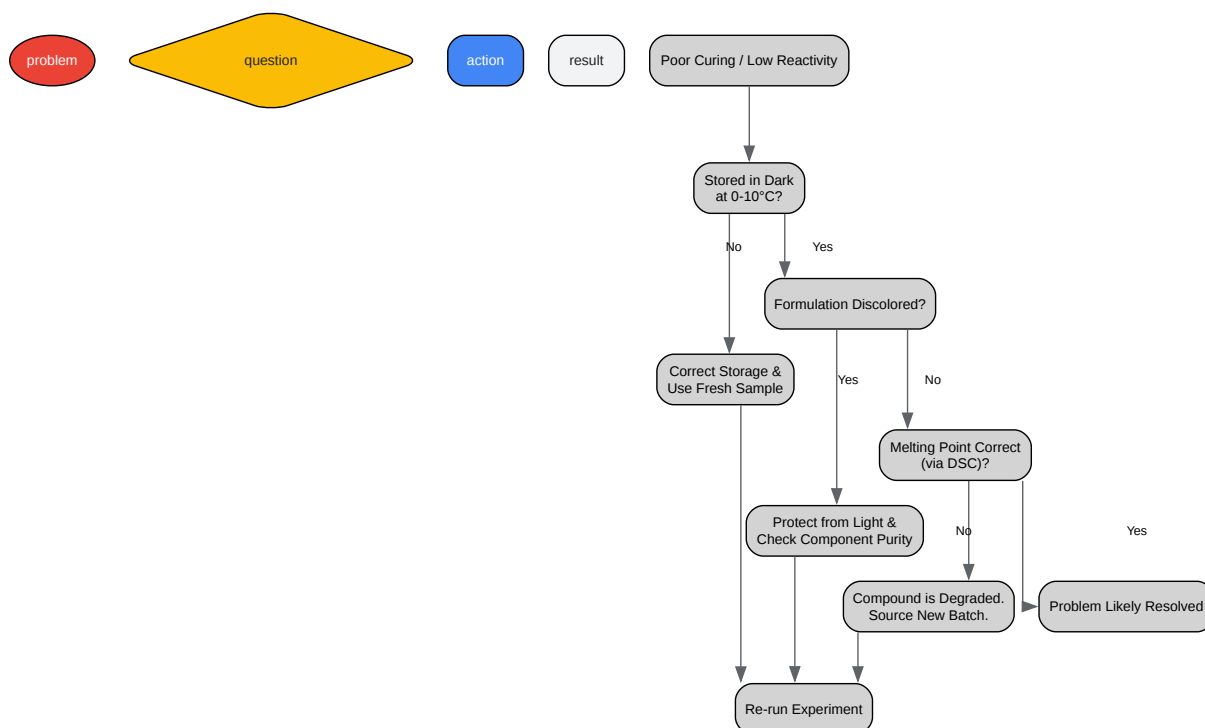 problem
question
action
result
Poor Curing / Low Reactivity
Stored in Dark
at 0-10°C?
No
Yes
Formulation Discolored?
Correct Storage &
Use Fresh Sample
Yes
No
Melting Point Correct
(via DSC)?
Protect from Light &
Check Component Purity
No
Yes
Compound is Degraded.
Source New Batch.
Problem Likely Resolved
Re-run Experiment